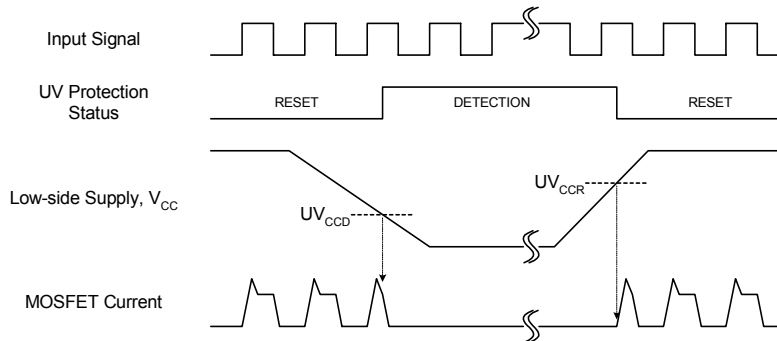 Input Signal
UV Protection
Status
RESET
DETECTION
RESET
Low-side Supply, V_CC
UV_CCD
UV_CCR
MOSFET Current